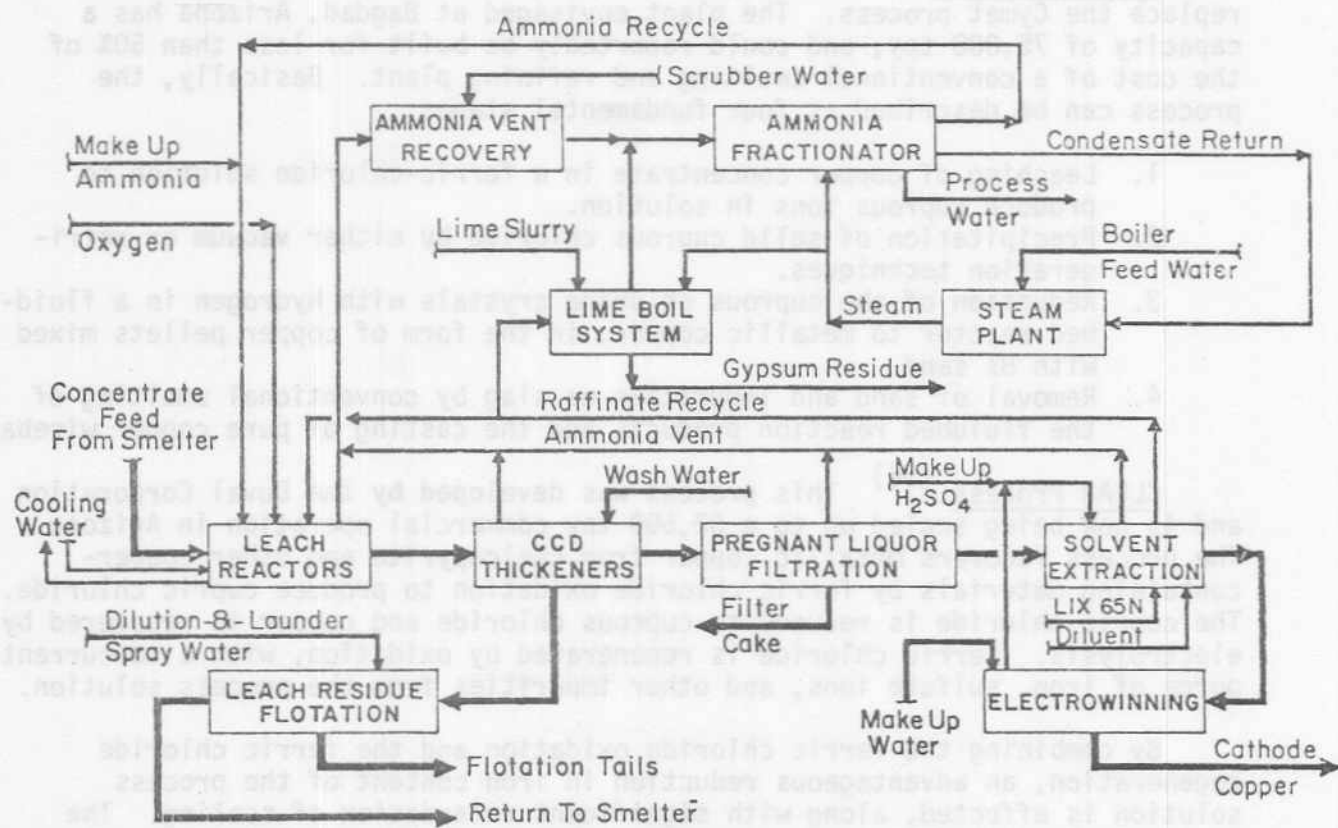 Ammonia Recycle
Scrubber Water
AMMONIA VENT
RECOVERY
AMMONIA
FRACTIONATOR
Make Up
Ammonia
Condensate Return
Process
Water
Oxygen
Lime Slurry
Boiler
Feed Water
LIME BOIL
SYSTEM
Steam
STEAM
PLANT
Gypsum Residue
Concentrate
Feed
From Smelter
Raffinate Recycle
Ammonia Vent
Wash Water
Make Up
H₂SO₄
Cooling
Water
LEACH
REACTORS
CCD
THICKENERS
PREGNANT LIQUOR
FILTRATION
SOLVENT
EXTRACTION
Filter
Cake
LIX 65N
Diluent
Dilution-&-Launder
Spray Water
LEACH RESIDUE
FLOTATION
Make Up
Water
ELECTROWINNING
Flotation Tails
Return To Smelter
Cathode
Copper